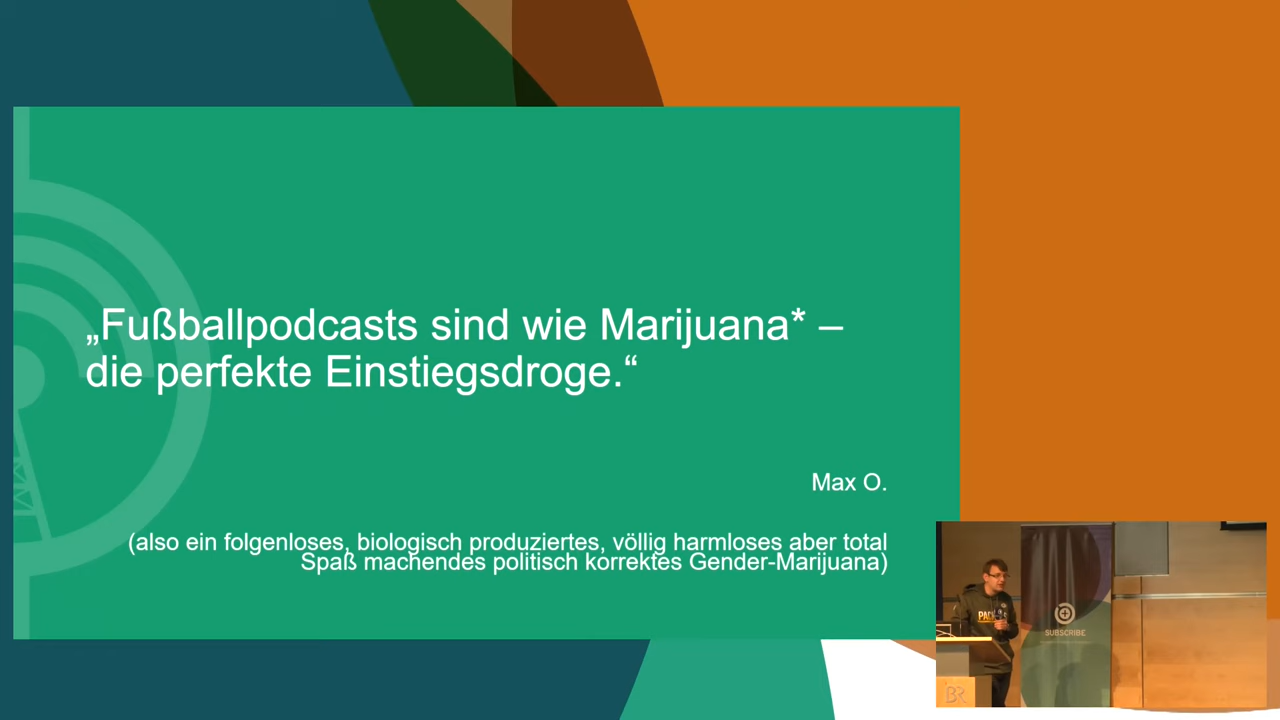 „Fußballpodcasts sind wie Marijuana* –
die perfekte Einstiegsdroge.“
Max O.
(also ein folgenloses, biologisch produziertes, völlig harmloses aber total
Spaß machendes politisch korrektes Gender-Marijuana)
SUBSCRIBE
BR